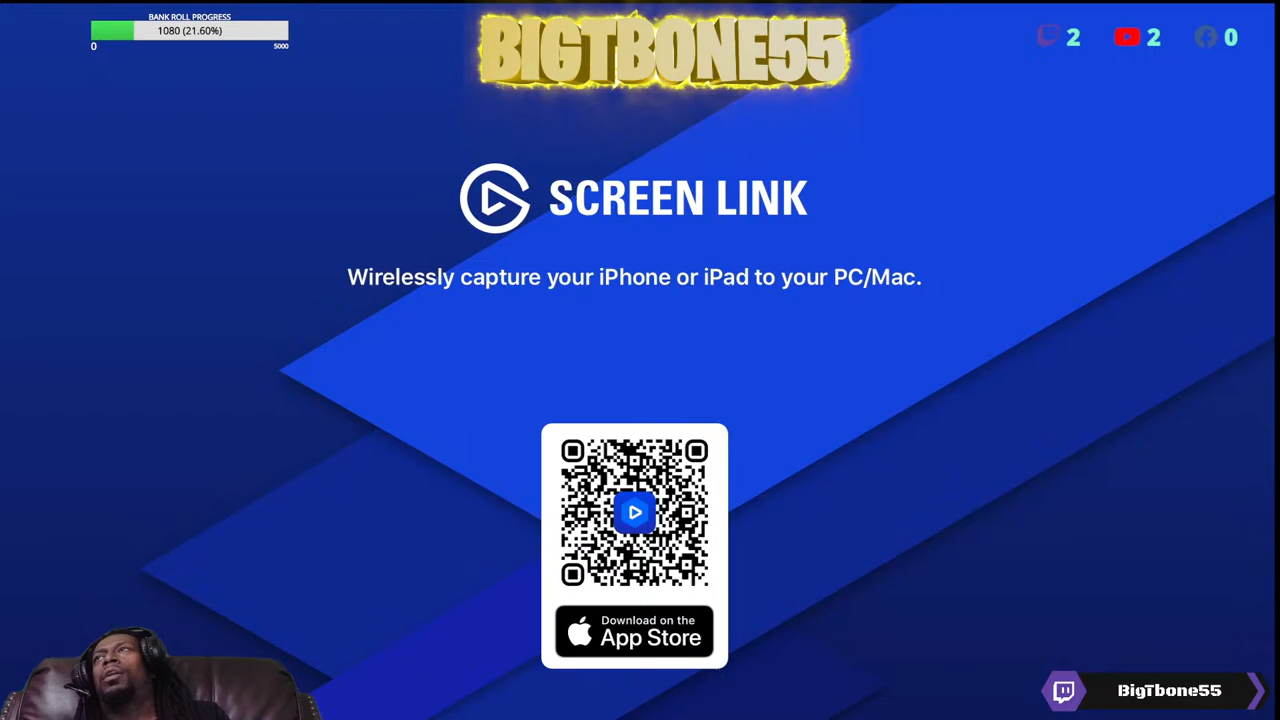 BANK ROLL PROGRESS
1080 (21.60%)
0
5000
BIGTBONE55
2
2
0
SCREEN LINK
Wirelessly capture your iPhone or iPad to your PC/Mac.
Download on the
App Store
BigTbone55